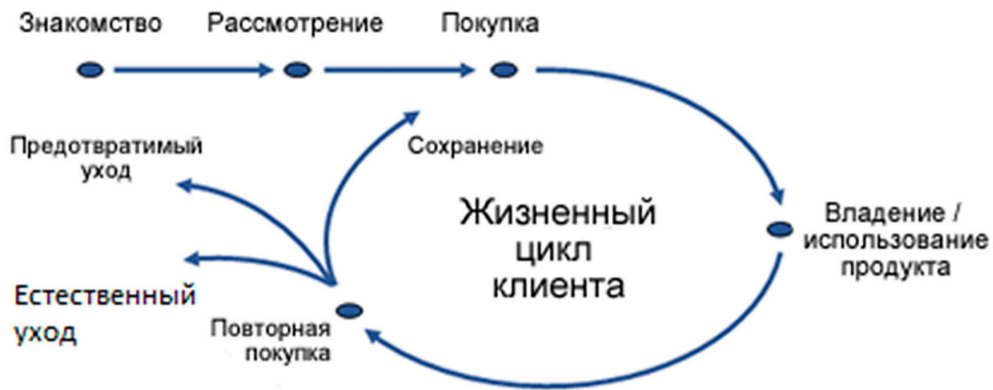 Знакомство
Рассмотрение
Покупка
Предотвратимый
уход
Сохранение
Жизненный
цикл
клиента
Владение /
использование
продукта
Естественный
уход
Повторная
покупка